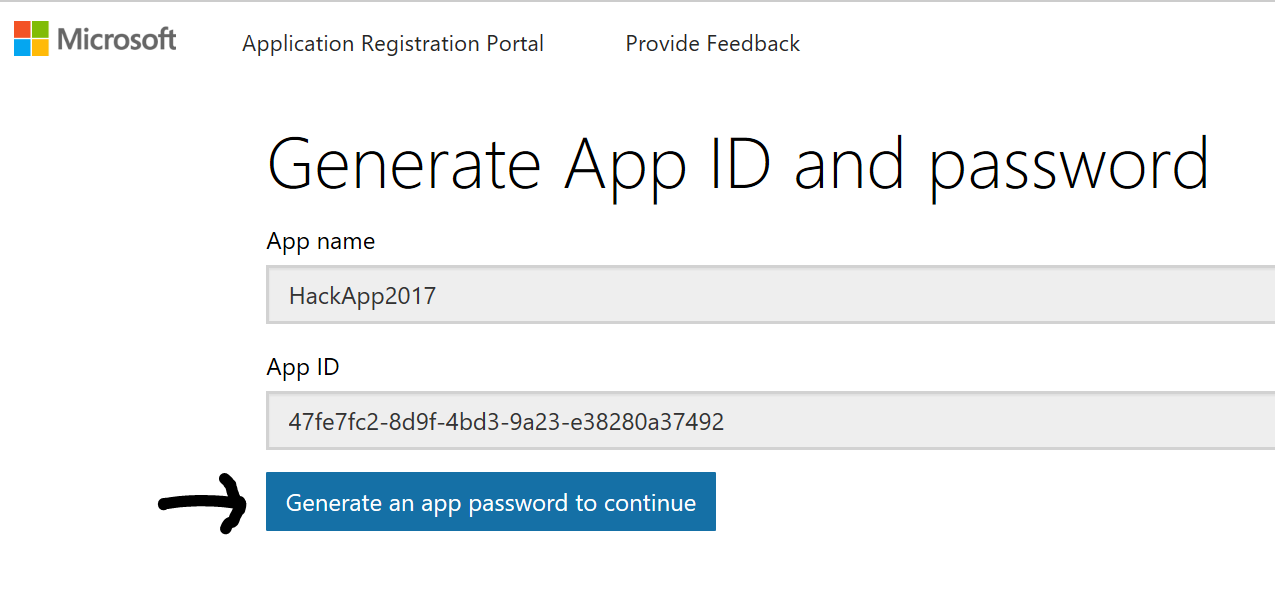 Microsoft Application Registration Portal Provide Feedback
Generate App ID and password
App name
HackApp2017
App ID
47fe7fc2-8d9f-4bd3-9a23-e38280a37492
Generate an app password to continue